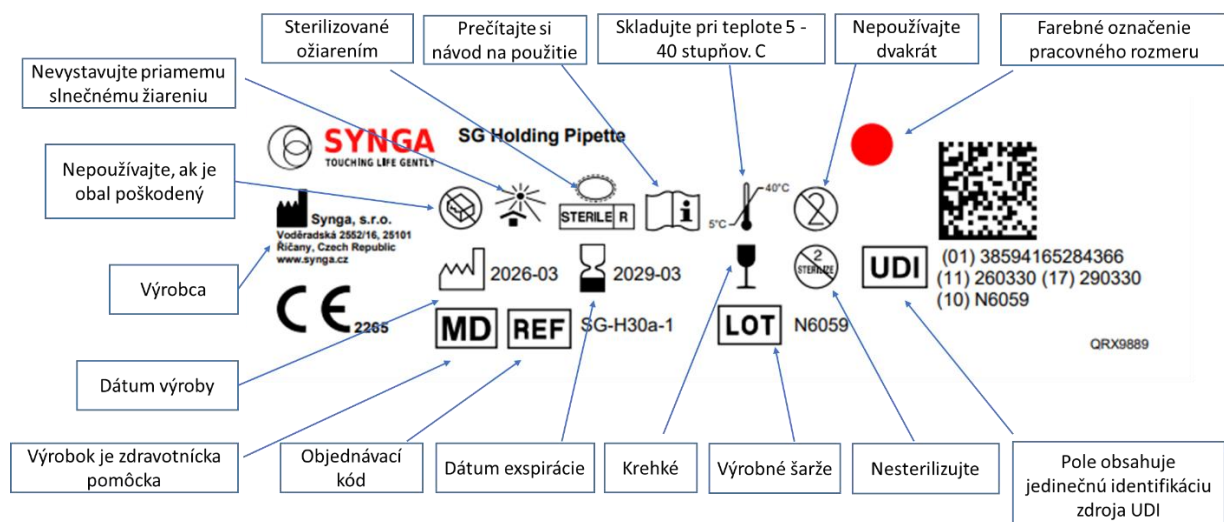 Sterilizované
ožiarením
Prečítajte si
návod na použitie
Skladujte pri teplote 5 -
40 stupňov. C
Nepoužívajte
dvakrát
Farebné označenie
pracovného rozmeru
Nevystavujte priamemu
slnečnému žiareniu
SYNGA
TOUCHING LIFE GENTLY
SG Holding Pipette
Nepoužívajte, ak je
obal poškodený
STERILE R
i
5°C
40°C
2
Synga, s.r.o.
Voděradská 2552/16, 25101
Říčany, Czech Republic
www.synga.cz
Výrobca
2026-03
2029-03
2
STERILIZE
UDI
(01) 38594165284366
(11) 260330 (17) 290330
(10) N6059
CE 2265
MD
REF
SG-H30a-1
LOT
N6059
QRX9889
Dátum výroby
Výrobok je zdravotnícka
pomôcka
Objednávací
kód
Dátum exspirácie
Krehké
Výrobné šarže
Nesterilizujte
Pole obsahuje
jedinečnú identifikáciu
zdroja UDI